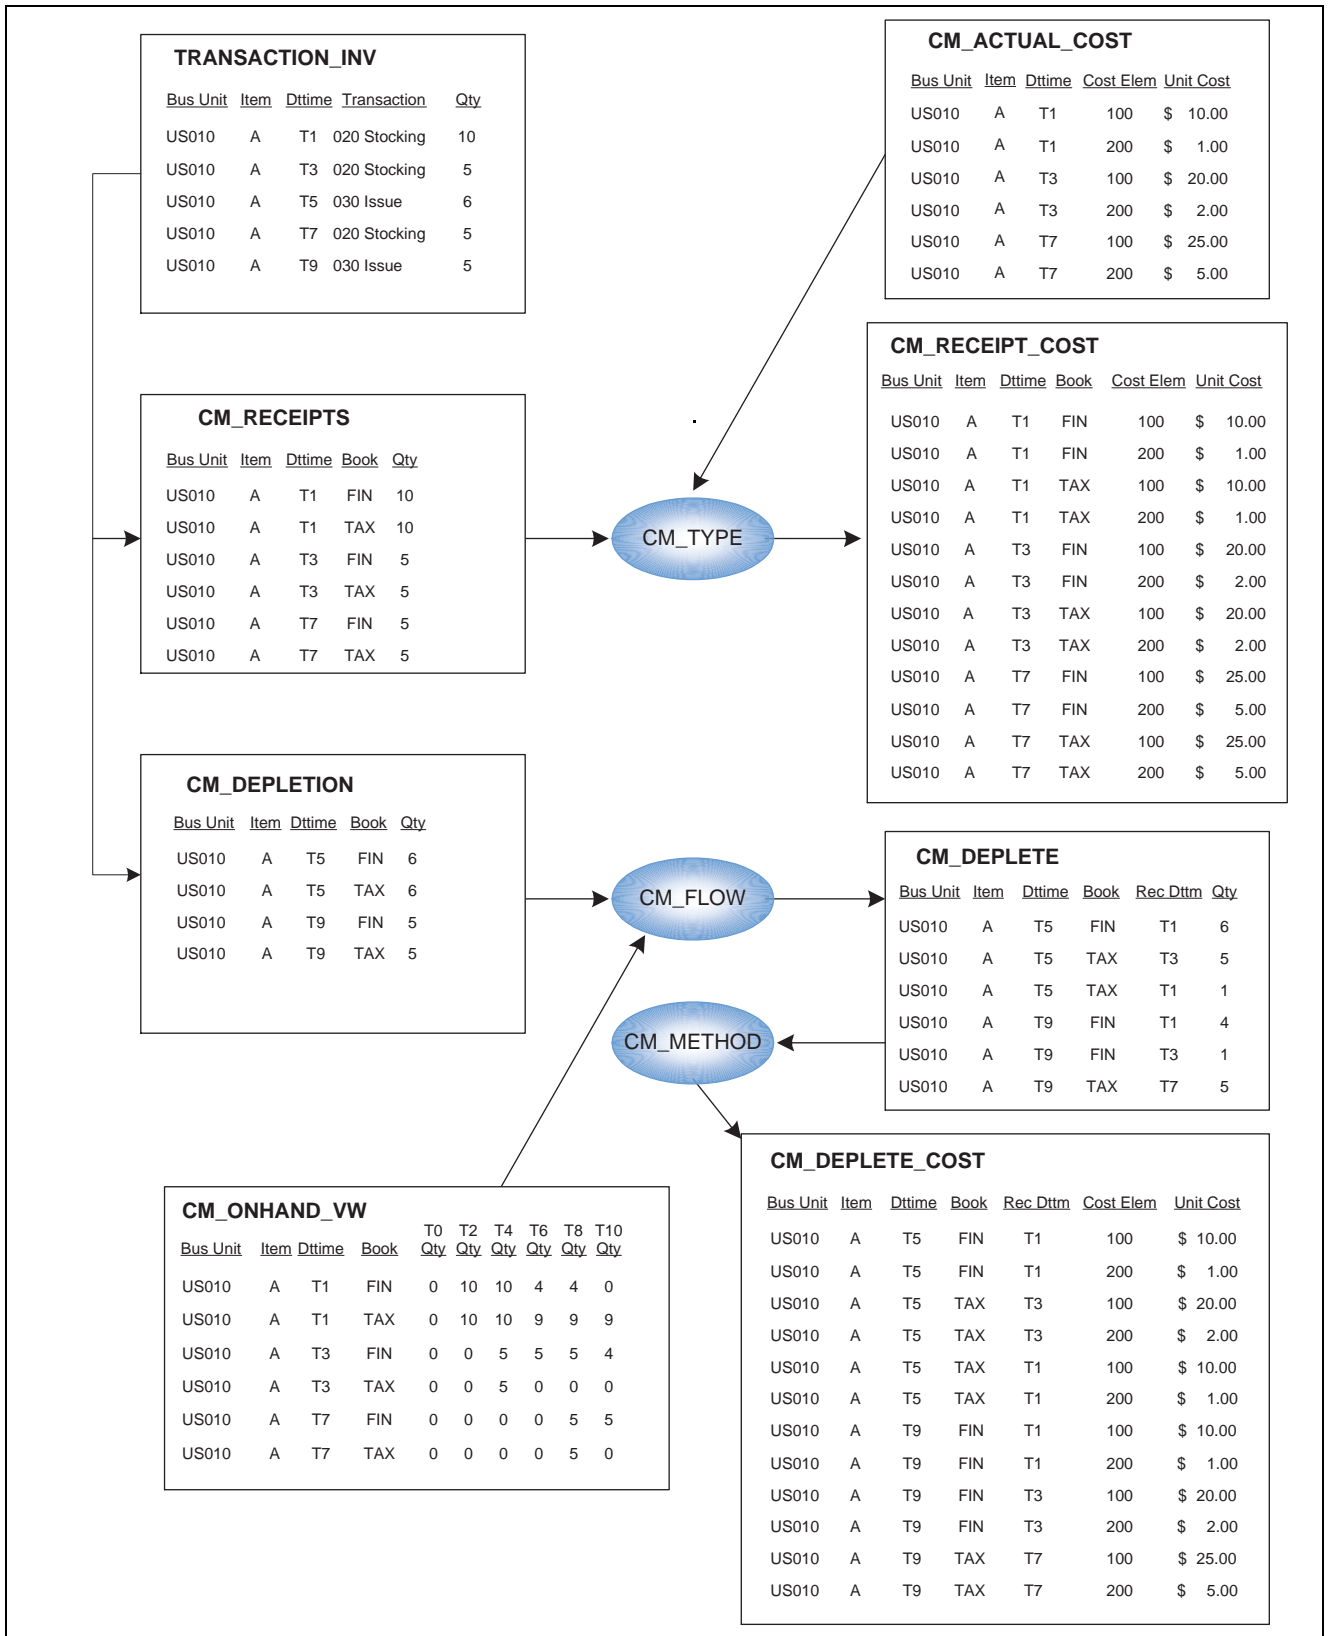 TRANSACTION_INV
Bus Unit Item Dttime Transaction Qty
US010 A T1 020 Stocking 10
US010 A T3 020 Stocking 5
US010 A T5 030 Issue 6
US010 A T7 020 Stocking 5
US010 A T9 030 Issue 5
CM_ACTUAL_COST
Bus Unit Item Dttime Cost Elem Unit Cost
US010 A T1 100 $ 10.00
US010 A T1 200 $ 1.00
US010 A T3 100 $ 20.00
US010 A T3 200 $ 2.00
US010 A T7 100 $ 25.00
US010 A T7 200 $ 5.00
CM_RECEIPTS
Bus Unit Item Dttime Book Qty
US010 A T1 FIN 10
US010 A T1 TAX 10
US010 A T3 FIN 5
US010 A T3 TAX 5
US010 A T7 FIN 5
US010 A T7 TAX 5
CM_TYPE
CM_RECEIPT_COST
Bus Unit Item Dttime Book Cost Elem Unit Cost
US010 A T1 FIN 100 $ 10.00
US010 A T1 FIN 200 $ 1.00
US010 A T1 TAX 100 $ 10.00
US010 A T1 TAX 200 $ 1.00
US010 A T3 FIN 100 $ 20.00
US010 A T3 FIN 200 $ 2.00
US010 A T3 TAX 100 $ 20.00
US010 A T3 TAX 200 $ 2.00
US010 A T7 FIN 100 $ 25.00
US010 A T7 FIN 200 $ 5.00
US010 A T7 TAX 100 $ 25.00
US010 A T7 TAX 200 $ 5.00
CM_DEPLETION
Bus Unit Item Dttime Book Qty
US010 A T5 FIN 6
US010 A T5 TAX 6
US010 A T9 FIN 5
US010 A T9 TAX 5
CM_FLOW
CM_DEPLETE
Bus Unit Item Dttime Book Rec Dttm Qty
US010 A T5 FIN T1 6
US010 A T5 TAX T3 5
US010 A T5 TAX T1 1
US010 A T9 FIN T1 4
US010 A T9 FIN T3 1
US010 A T9 TAX T7 5
CM_METHOD
CM_ONHAND_VW
T0 T2 T4 T6 T8 T10
Bus Unit Item Dttime Book Qty Qty Qty Qty Qty Qty
US010 A T1 FIN 0 10 10 4 4 0
US010 A T1 TAX 0 10 10 9 9 9
US010 A T3 FIN 0 0 5 5 5 4
US010 A T3 TAX 0 0 5 0 0 0
US010 A T7 FIN 0 0 0 0 5 5
US010 A T7 TAX 0 0 0 0 5 0
CM_DEPLETE_COST
Bus Unit Item Dttime Book Rec Dttm Cost Elem Unit Cost
US010 A T5 FIN T1 100 $ 10.00
US010 A T5 FIN T1 200 $ 1.00
US010 A T5 TAX T3 100 $ 20.00
US010 A T5 TAX T3 200 $ 2.00
US010 A T5 TAX T1 100 $ 10.00
US010 A T5 TAX T1 200 $ 1.00
US010 A T9 FIN T1 100 $ 10.00
US010 A T9 FIN T1 200 $ 1.00
US010 A T9 FIN T3 100 $ 20.00
US010 A T9 FIN T3 200 $ 2.00
US010 A T9 TAX T7 100 $ 25.00
US010 A T9 TAX T7 200 $ 5.00